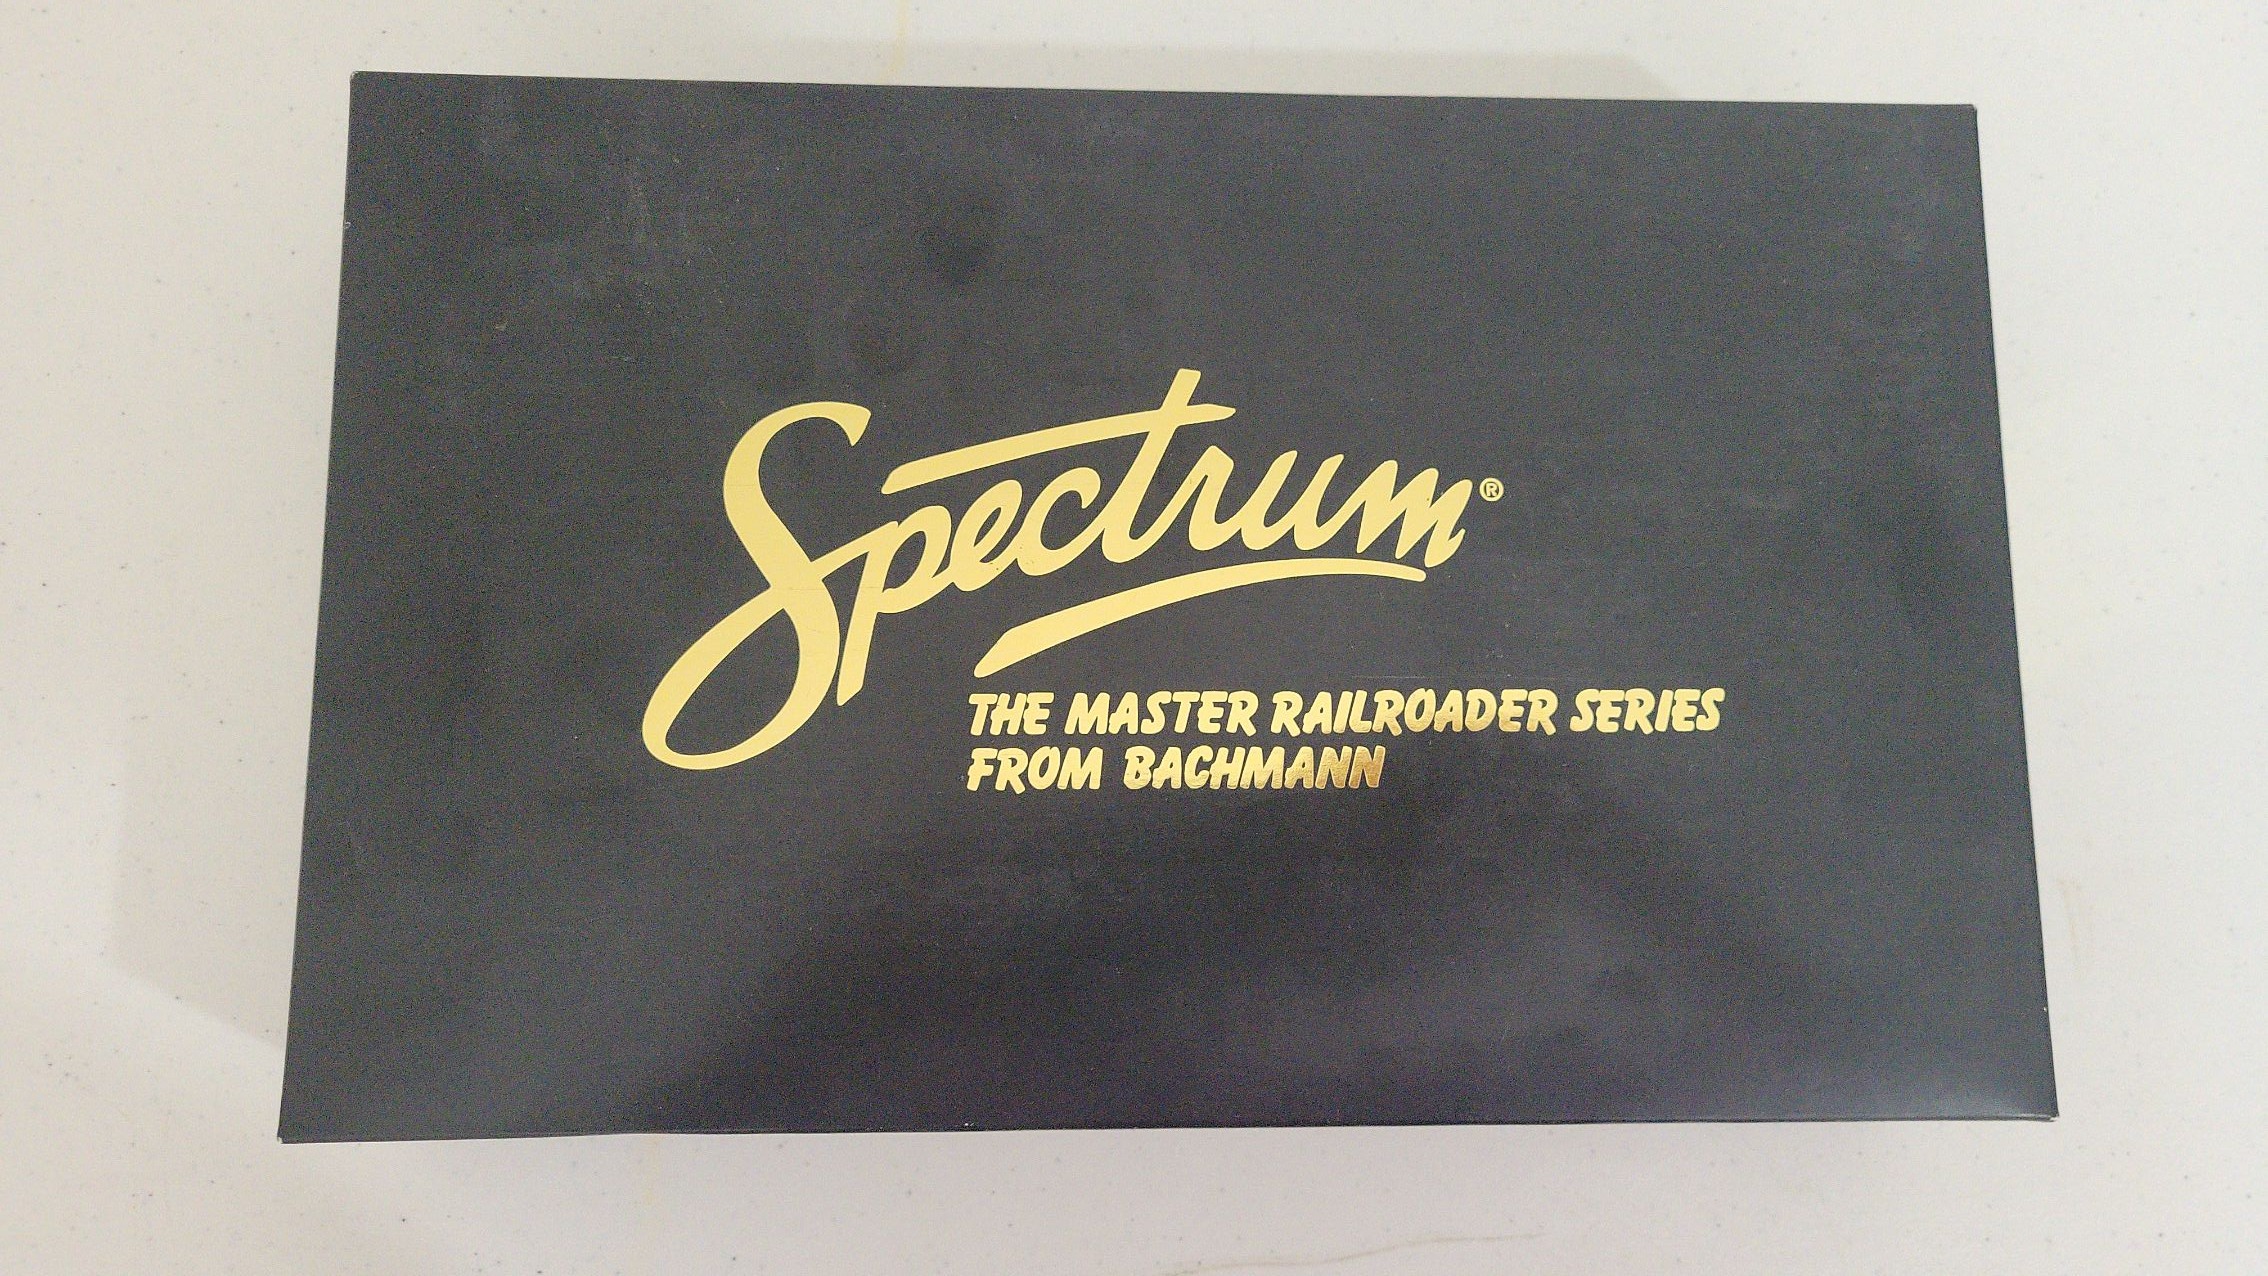 Spectrum®
THE MASTER RAILROADER SERIES
FROM BACHMANN